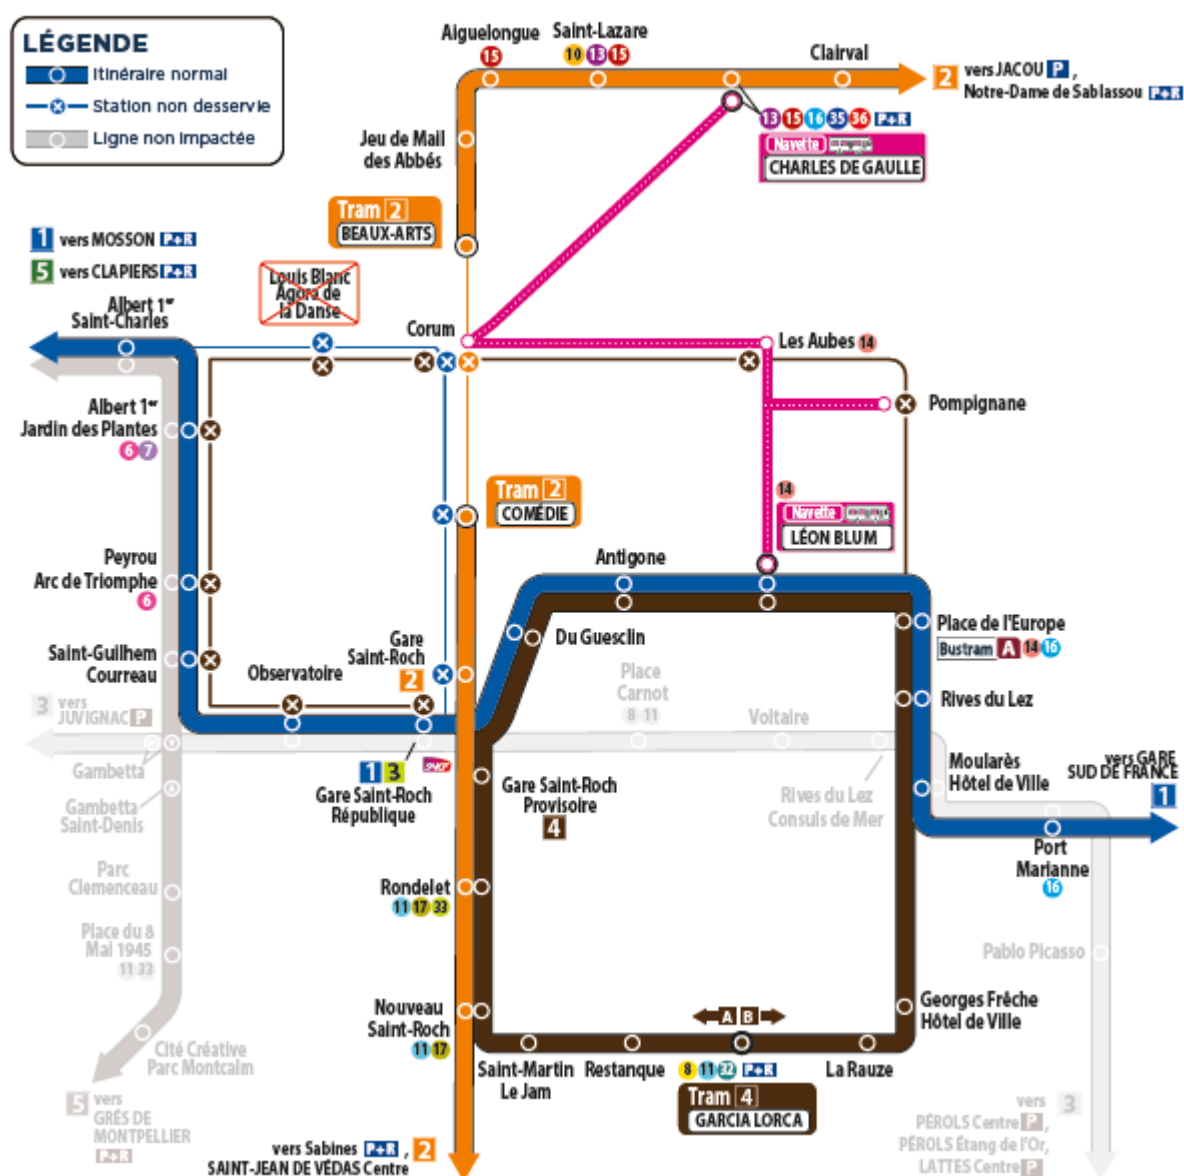 LÉGENDE
Itinéraire normal
Station non desservie
Ligne non impactée
Aiguelongue
15
Saint-Lazare
10 13 15
Clairval
2 vers JACOU P ,
Notre-Dame de Sablassou P+R
13 15 16 35 36 P+R
Navette
CHARLES DE GAULLE
Jeu de Mail
des Abbés
Tram 2
BEAUX-ARTS
1 vers MOSSON P+R
5 vers CLAPIERS P+R
Louis Blanc
Agora de
la Danse
Albert 1er
Saint-Charles
Corum
Les Aubes 14
Albert 1er
Jardin des Plantes
6 7
Pompignane
Tram 2
COMÉDIE
14
Navette
LÉON BLUM
Peyrou
Arc de Triomphe
6
Antigone
Saint-Guilhem
Courreau
Observatoire
Gare
Saint-Roch
2
Du Guesclin
Place
Carnot
8 11
Place de l'Europe
Bustram A 14 16
3 vers
JUVIGNAC P
Voltaire
Rives du Lez
Gambetta
Gambetta
Saint-Denis
1 3 SNCF
Gare Saint-Roch
République
Gare Saint-Roch
Provisoire
4
Rives du Lez
Consuls de Mer
Moularès
Hôtel de Ville
vers GARE
SUD DE FRANCE
1
Port
Marianne
16
Parc
Clemenceau
Rondelet
11 17 33
Place du 8
Mai 1945
11 33
Pablo Picasso
Nouveau
Saint-Roch
11 17
A B
Georges Frêche
Hôtel de Ville
Cité Créative
Parc Montcalm
Saint-Martin
Le Jam
Restanque
8 11 32 P+R
Tram 4
GARCIA LORCA
La Rauze
5 vers
GRÉS DE
MONTPELLIER
P+R
vers Sabines P+R , 2
SAINT-JEAN DE VÉDAS Centre
vers 3
PÉROLS Centre P ,
PÉROLS Étang de l'Or,
LATTES Centre P